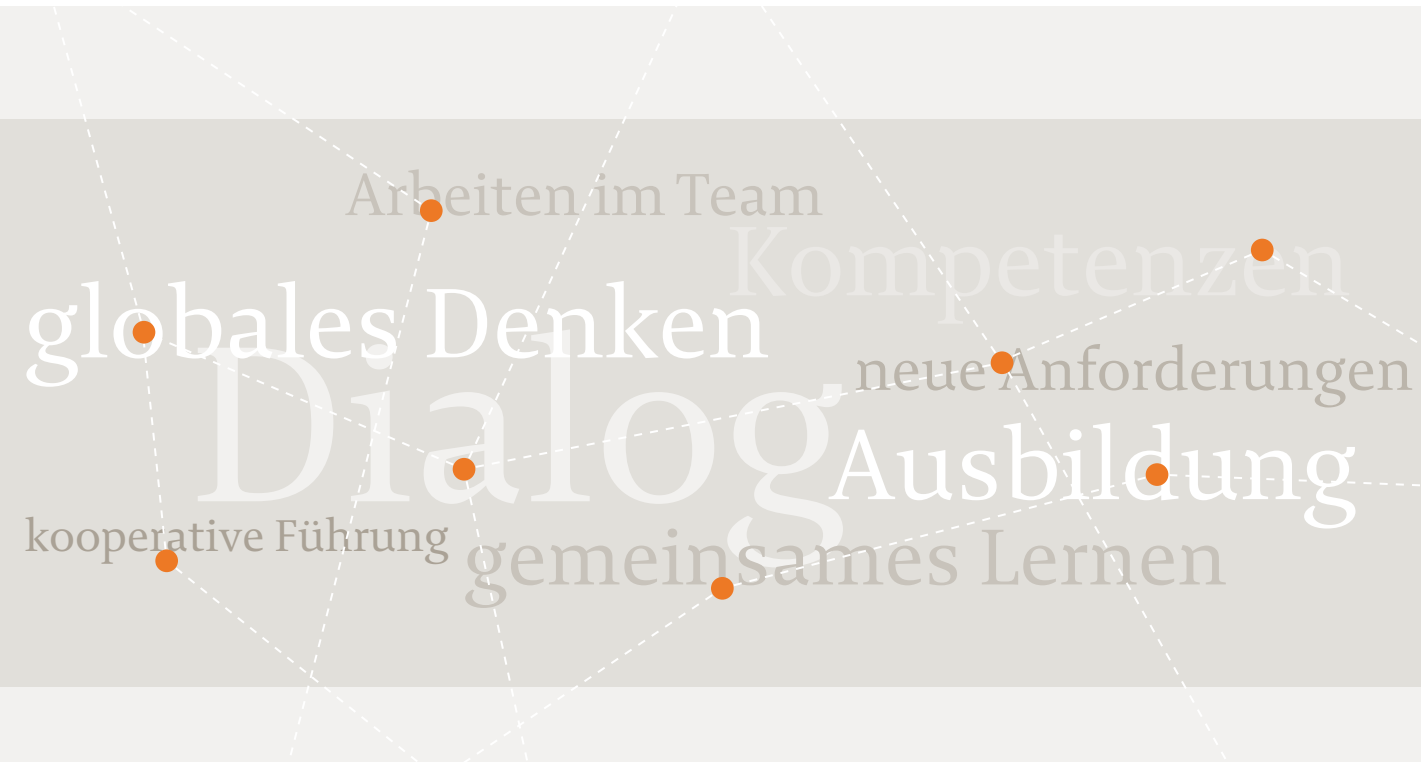 Arbeiten im Team
Kompetenzen
globales Denken
Dialog
neue Anforderungen
Ausbildung
kooperative Führung
gemeinsames Lernen